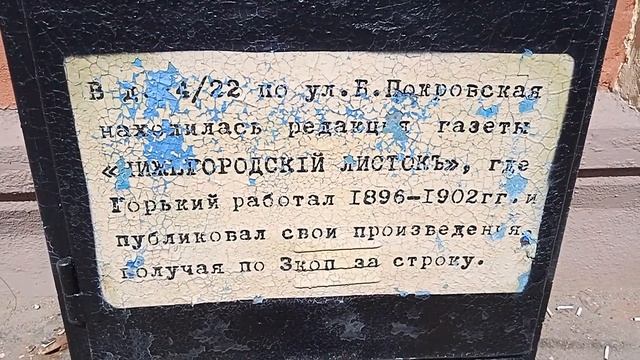 В д. 4/22 по ул.Б.Покровская
находилась редакция газеты
«НИЖЕГОРОДСКIЙ ЛИСТОКЪ», где
Горький работал 1896-1902гг.и
публиковал свои произведения,
получая по 3коп за строку.